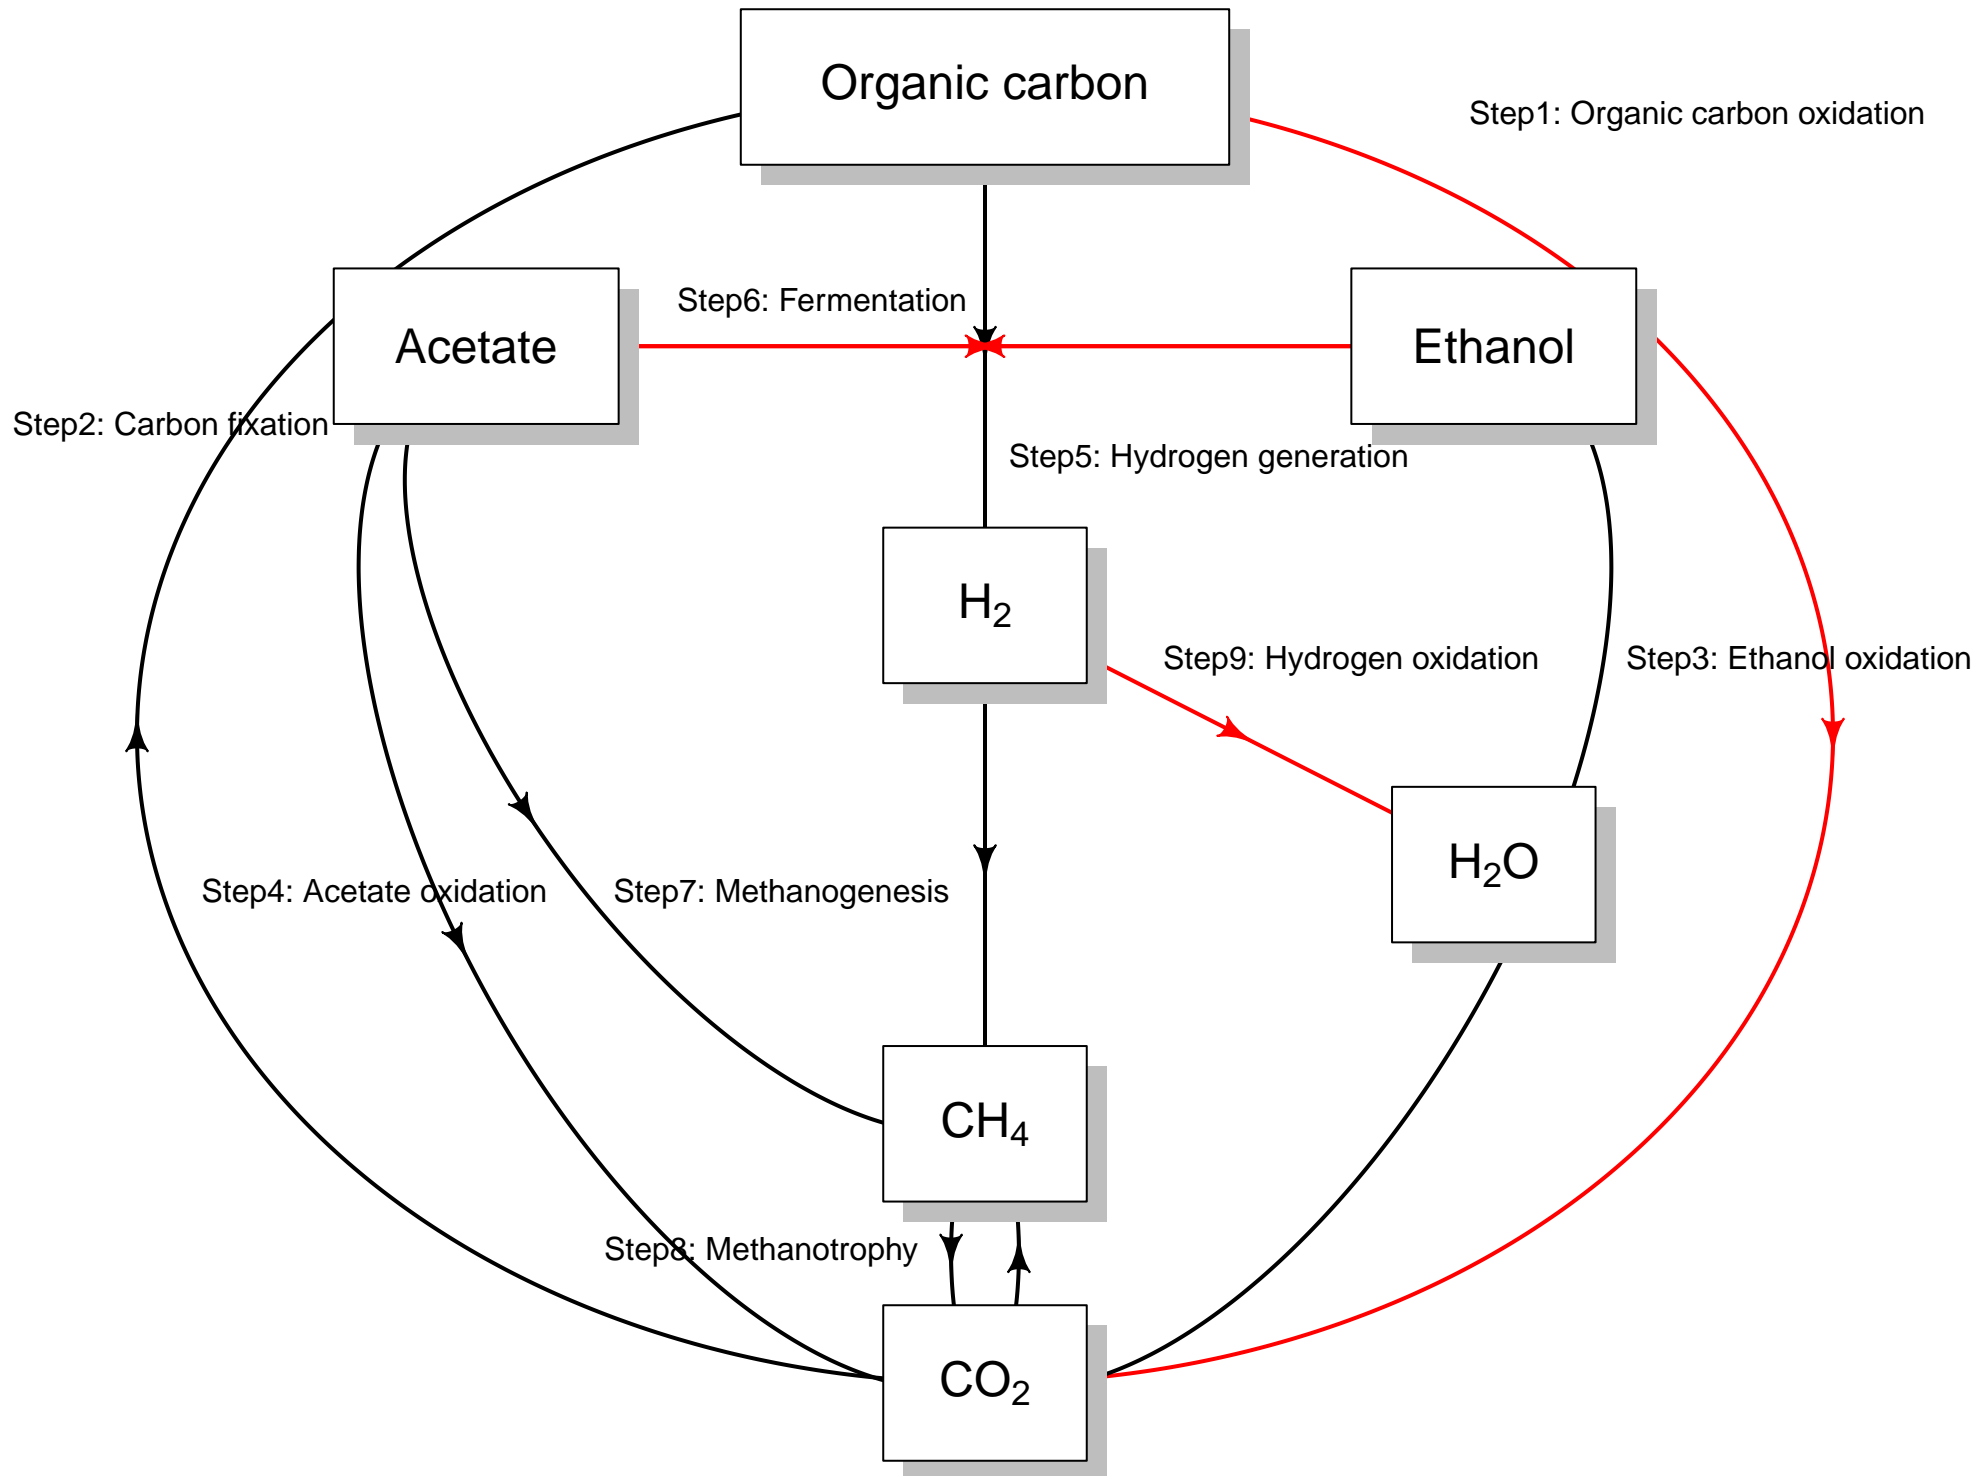 Organic carbon
Step1: Organic carbon oxidation
Step6: Fermentation
Acetate
Ethanol
Step2: Carbon fixation
Step5: Hydrogen generation
H₂
Step9: Hydrogen oxidation
Step3: Ethanol oxidation
H₂O
Step4: Acetate oxidation
Step7: Methanogenesis
CH₄
Step8: Methanotrophy
CO₂